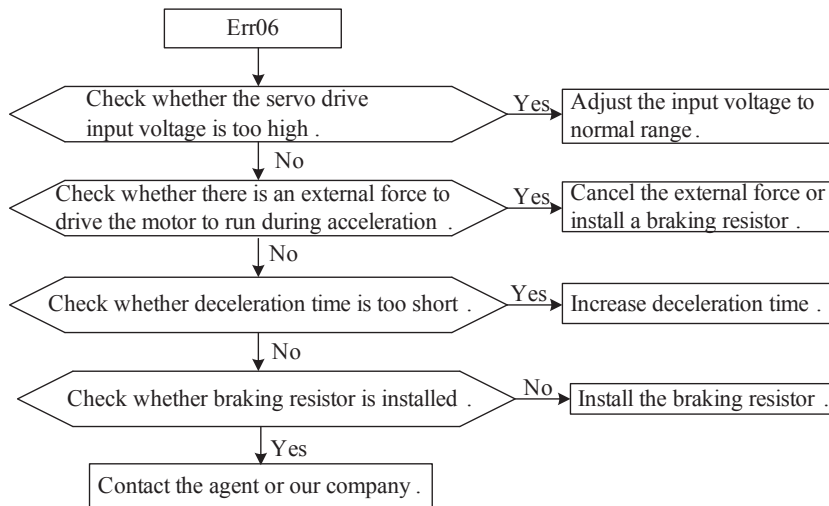 Err06
Check whether the servo drive
input voltage is too high .
Yes
Adjust the input voltage to
normal range .
No
Check whether there is an external force to
drive the motor to run during acceleration .
Yes
Cancel the external force or
install a braking resistor .
No
Check whether deceleration time is too short .
Yes
Increase deceleration time .
No
Check whether braking resistor is installed .
No
Install the braking resistor .
Yes
Contact the agent or our company .